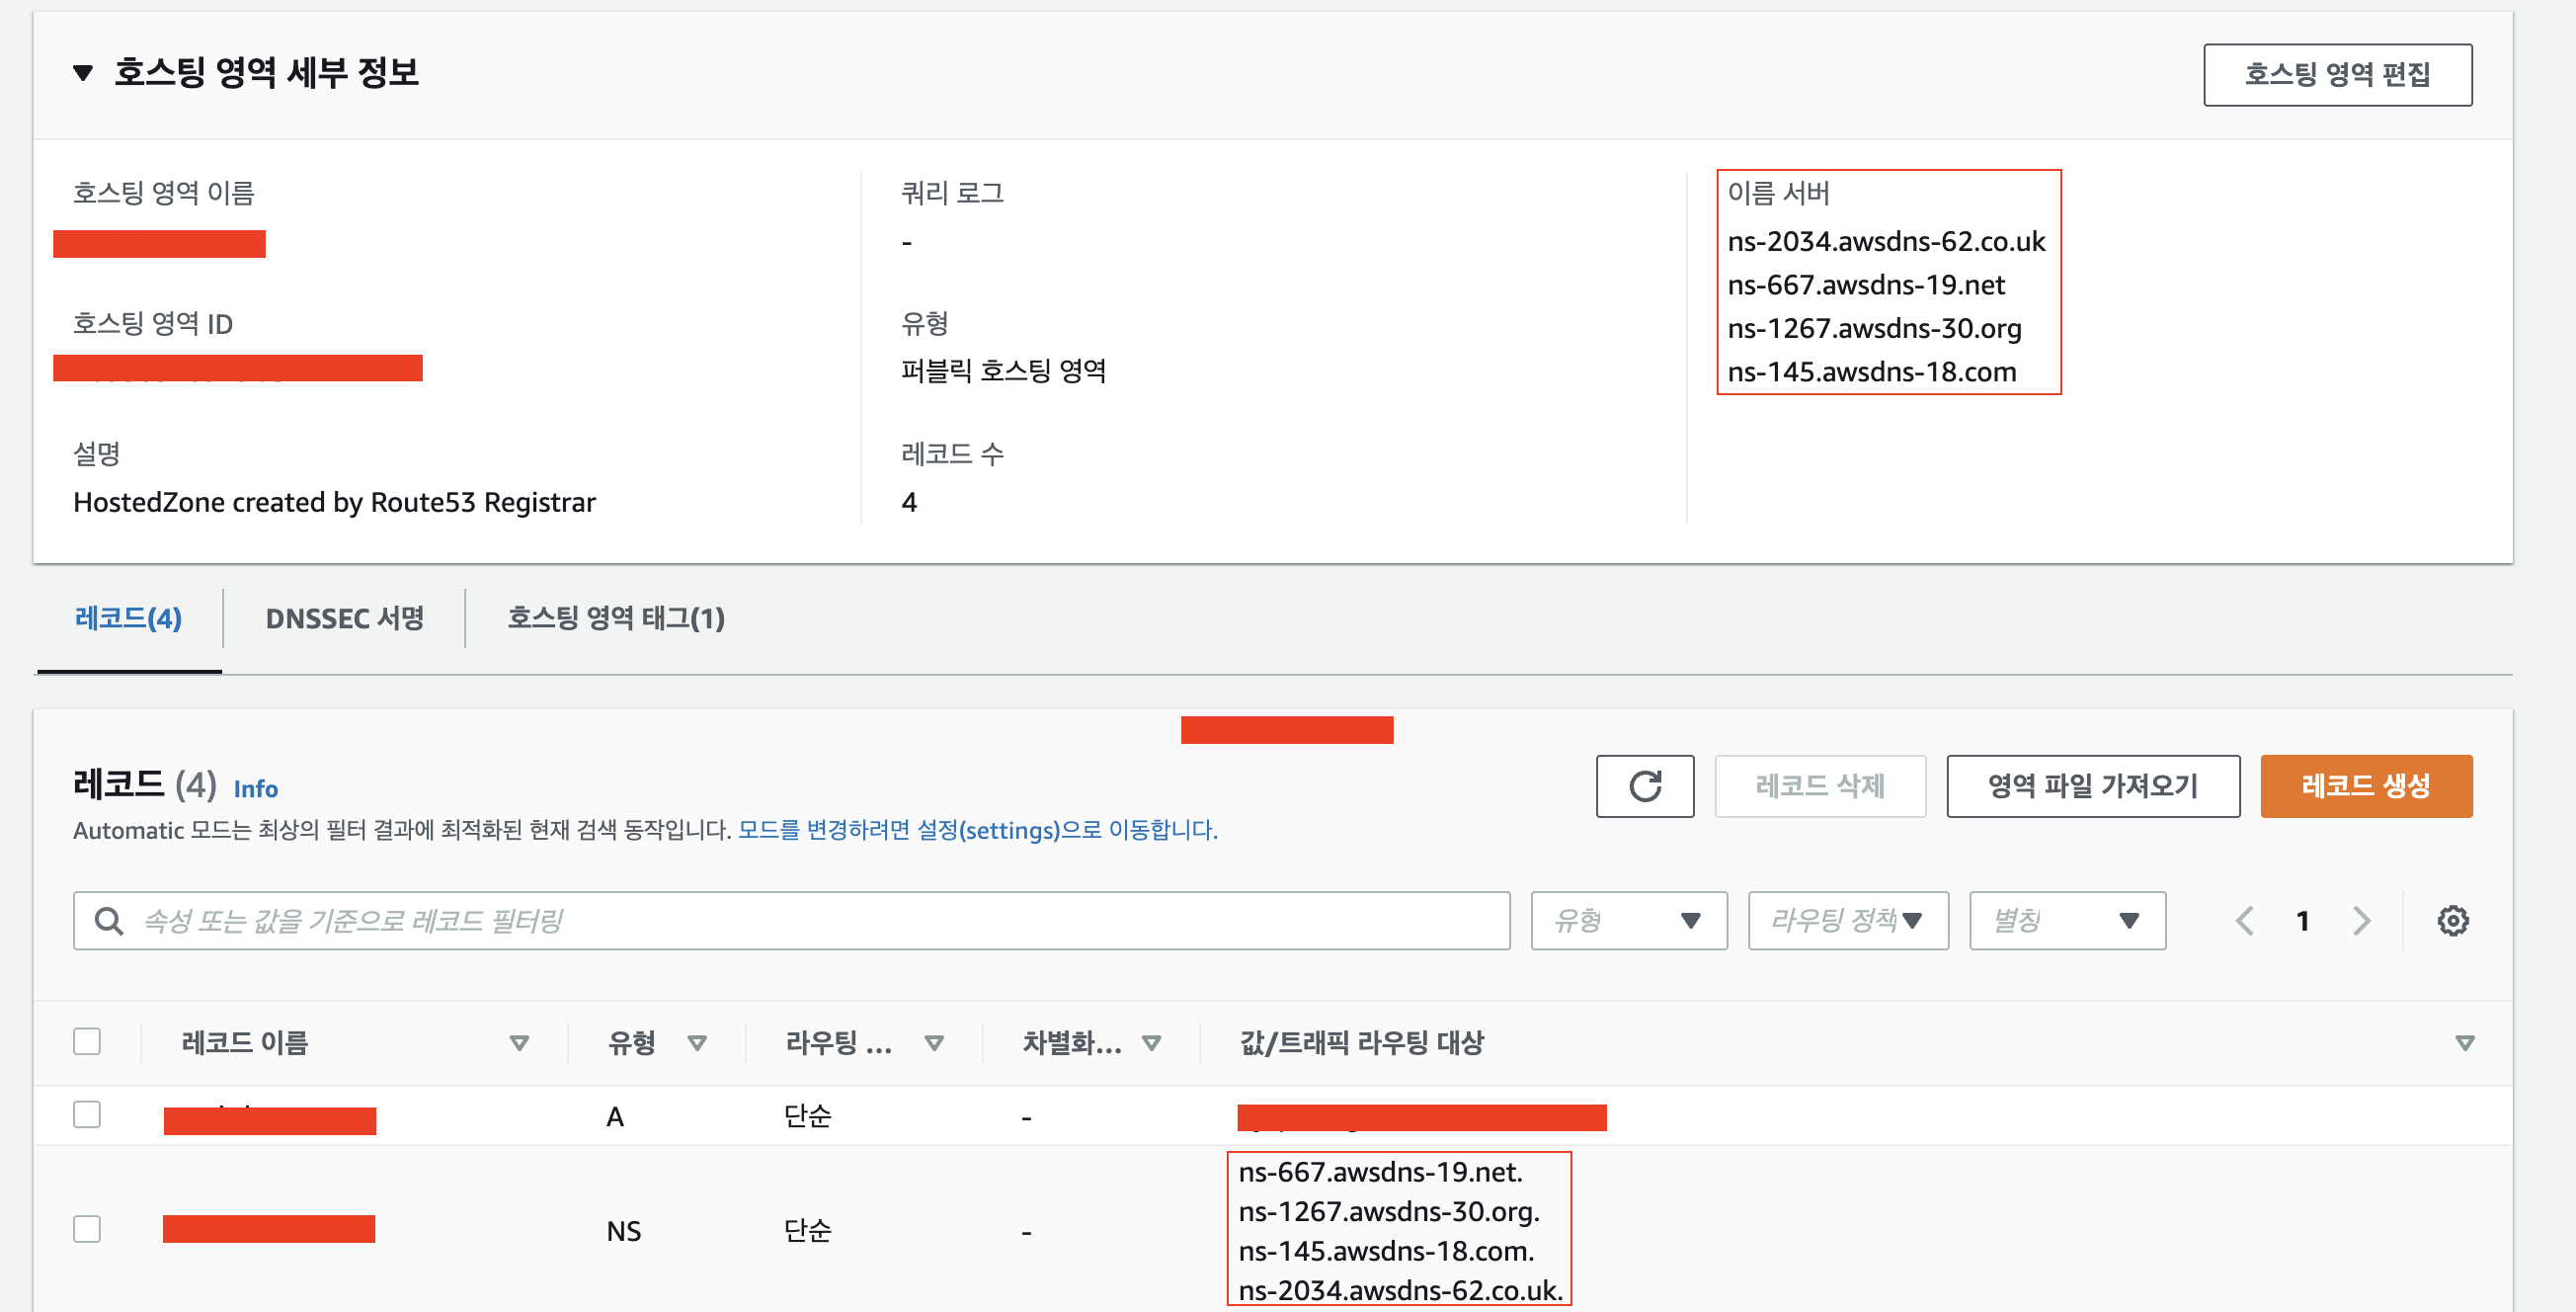 호스팅 영역 세부 정보
호스팅 영역 편집
호스팅 영역 이름
호스팅 영역 ID
설명
HostedZone created by Route53 Registrar
쿼리 로그
-
유형
퍼블릭 호스팅 영역
레코드 수
4
이름 서버
ns-2034.awsdns-62.co.uk
ns-667.awsdns-19.net
ns-1267.awsdns-30.org
ns-145.awsdns-18.com
레코드(4)
DNSSEC 서명
호스팅 영역 태그(1)
레코드 (4) Info
레코드 삭제
영역 파일 가져오기
레코드 생성
Automatic 모드는 최상의 필터 결과에 최적화된 현재 검색 동작입니다. 모드를 변경하려면 설정(settings)으로 이동합니다.
속성 또는 값을 기준으로 레코드 필터링
유형
라우팅 정책
별칭
1
레코드 이름 유형 라우팅 ... 차별화... 값/트래픽 라우팅 대상
A 단순 -
NS 단순 -
ns-667.awsdns-19.net.
ns-1267.awsdns-30.org.
ns-145.awsdns-18.com.
ns-2034.awsdns-62.co.uk.